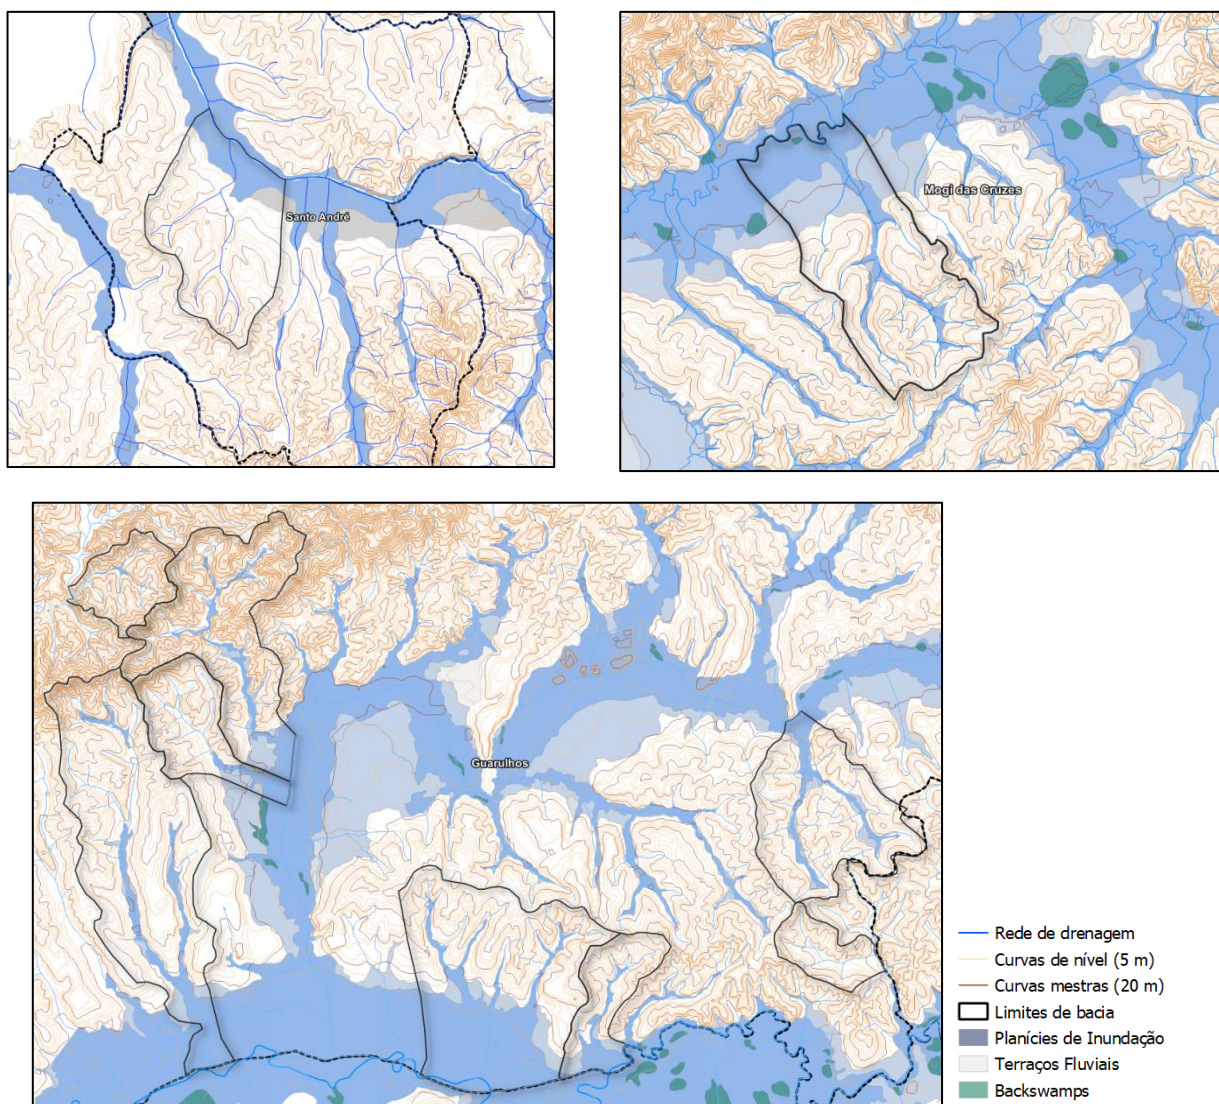 Santo André
Mogi das Cruzes
Guarulhos
Rede de drenagem
Curvas de nível (5 m)
Curvas mestras (20 m)
Limites de bacia
Planícies de Inundação
Terraços Fluviais
Backswamps